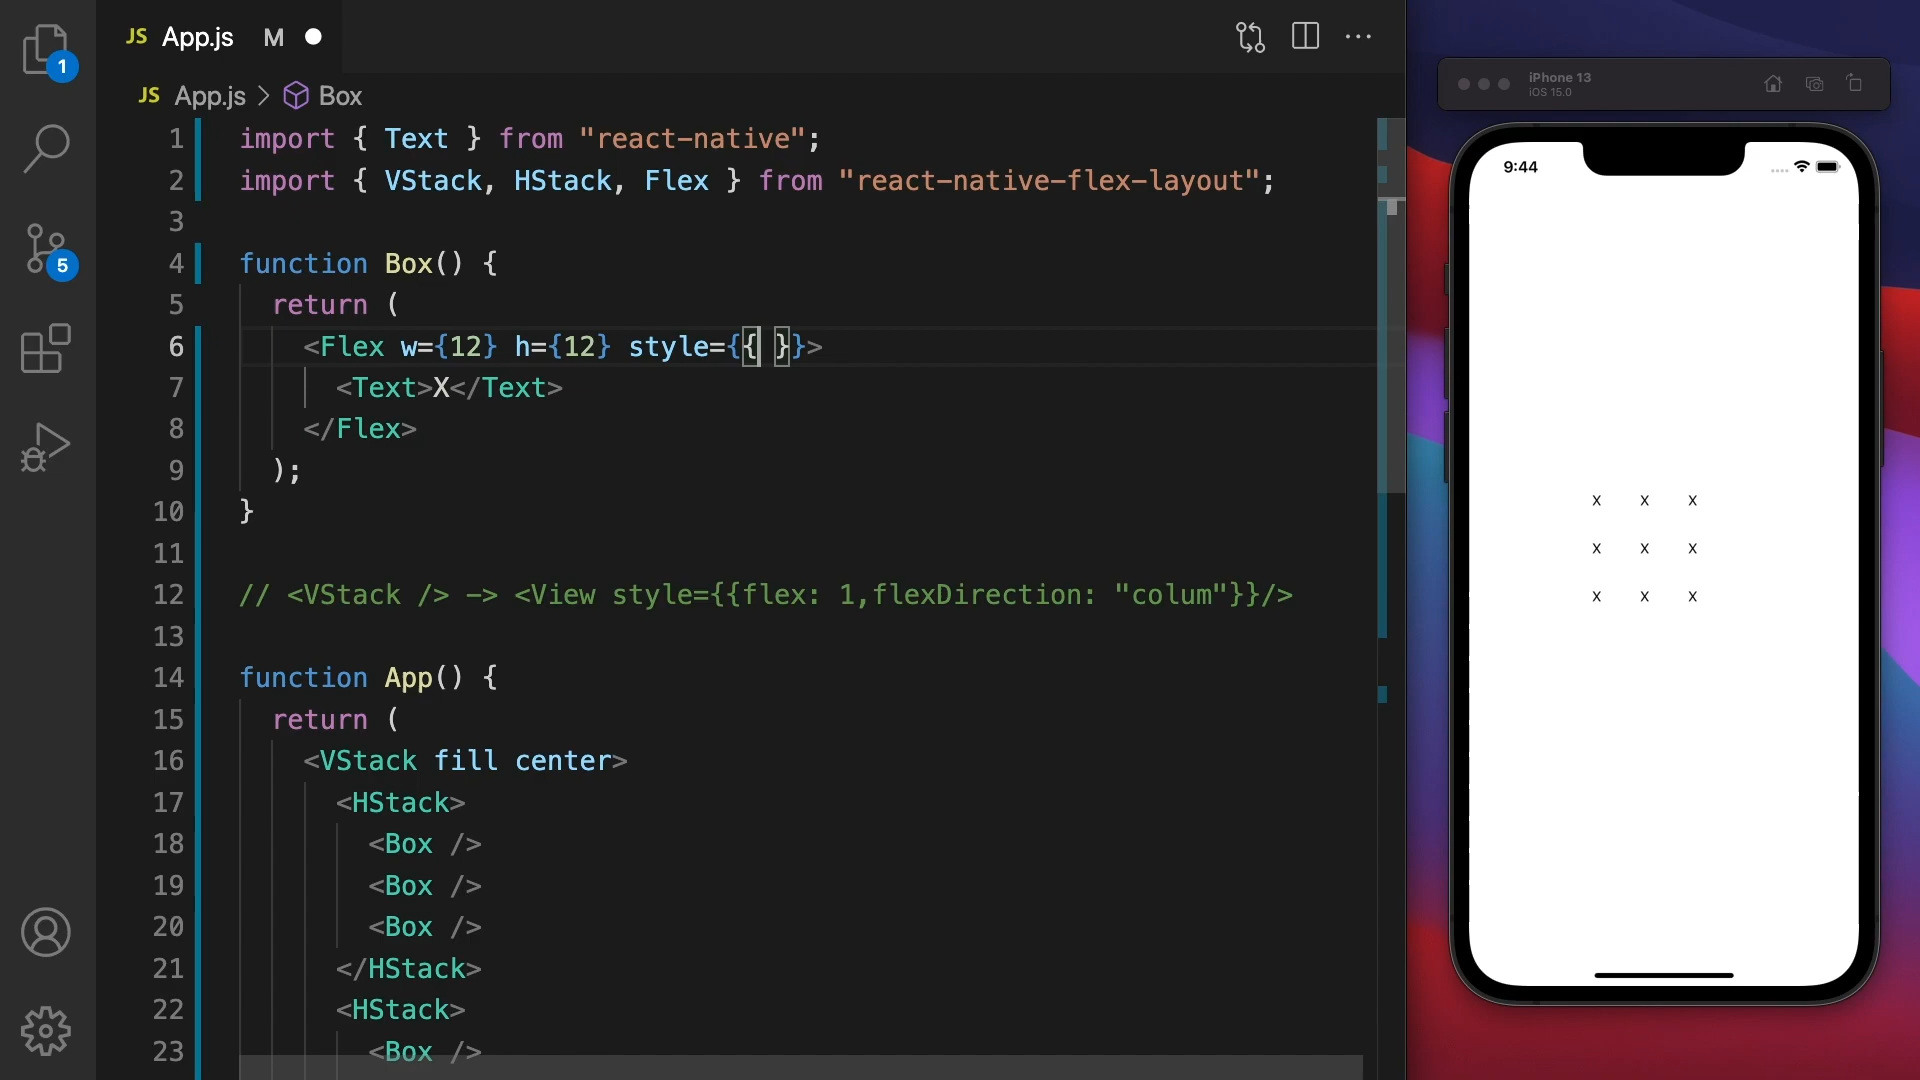 1
5
JS App.js M
JS App.js > Box
1 import { Text } from "react-native";
2 import { VStack, HStack, Flex } from "react-native-flex-layout";
3
4 function Box() {
5 return (
6 <Flex w={12} h={12} style={{ }}>
7 <Text>X</Text>
8 </Flex>
9 );
10 }
11
12 // <VStack /> -> <View style={{flex: 1,flexDirection: "colum"}}/>
13
14 function App() {
15 return (
16 <VStack fill center>
17 <HStack>
18 <Box />
19 <Box />
20 <Box />
21 </HStack>
22 <HStack>
23 <Box />
iPhone 13
iOS 15.0
9:44
X X X
X X X
X X X